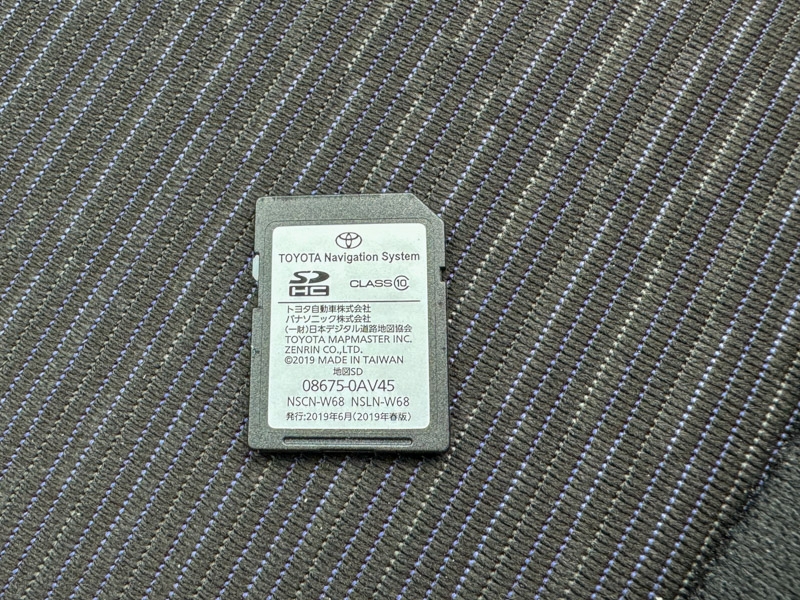 TOYOTA Navigation System
SD
HC
CLASS 10
トヨタ自動車株式会社
パナソニック株式会社
(一財)日本デジタル道路地図協会
TOYOTA MAPMASTER INC.
ZENRIN CO.,LTD.
©2019 MADE IN TAIWAN
地図SD
08675-0AV45
NSCN-W68 NSLN-W68
発行:2019年6月(2019年春版)